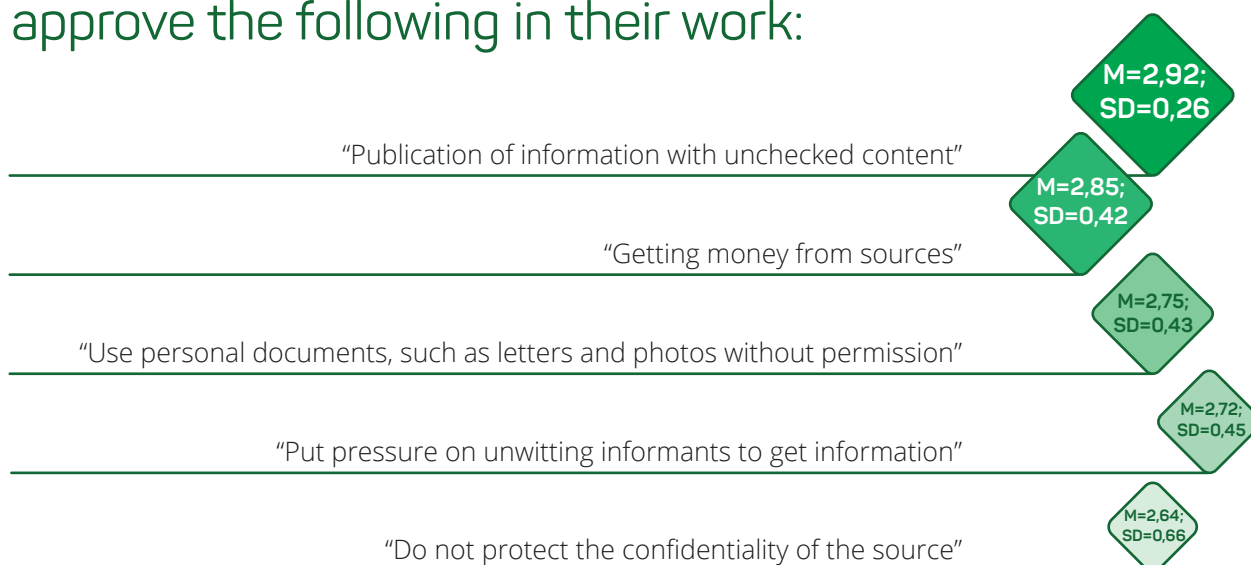 approve the following in their work:
M=2,92;
SD=0,26
“Publication of information with unchecked content”
M=2,85;
SD=0,42
“Getting money from sources”
M=2,75;
SD=0,43
“Use personal documents, such as letters and photos without permission”
M=2,72;
SD=0,45
“Put pressure on unwitting informants to get information”
M=2,64;
SD=0,66
“Do not protect the confidentiality of the source”